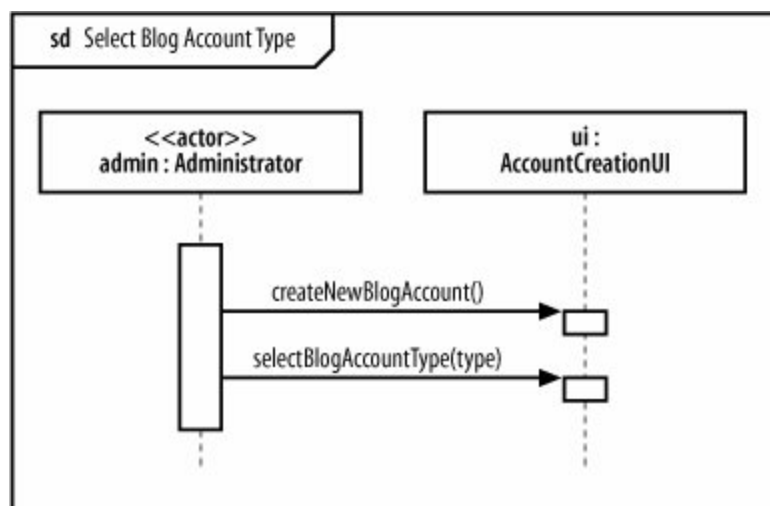 sd Select Blog Account Type
<<actor>>
admin : Administrator
ui :
AccountCreationUI
createNewBlogAccount()
selectBlogAccountType(type)